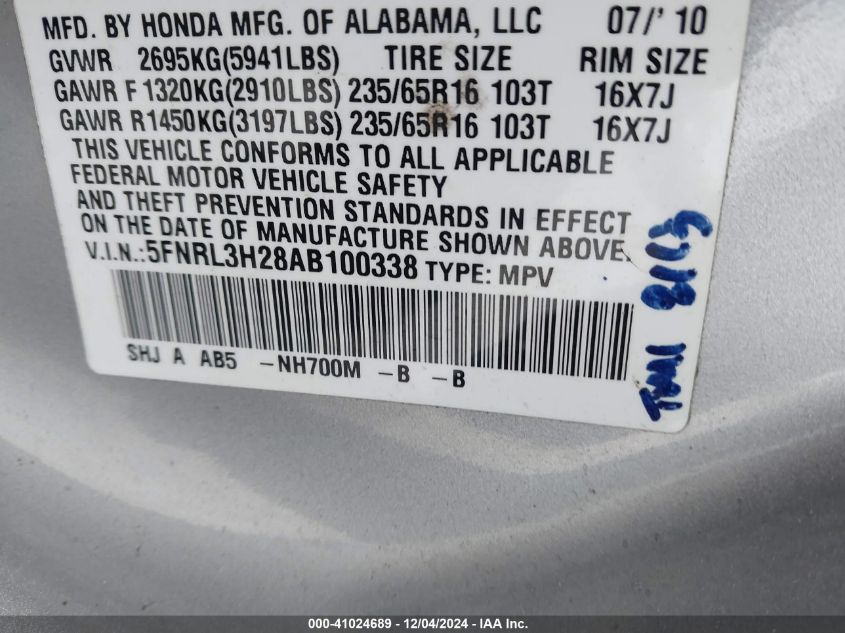 MFD. BY HONDA MFG. OF ALABAMA, LLC 07/' 10
GVWR 2695KG(5941LBS) TIRE SIZE RIM SIZE
GAWR F 1320KG(2910LBS) 235/65R16 103T 16X7J
GAWR R1450KG(3197LBS) 235/65R16 103T 16X7J
THIS VEHICLE CONFORMS TO ALL APPLICABLE
FEDERAL MOTOR VEHICLE SAFETY
AND THEFT PREVENTION STANDARDS IN EFFECT
ON THE DATE OF MANUFACTURE SHOWN ABOVE.
V.I.N.:5FNRL3H28AB100338 TYPE: MPV
SHJ A AB5 -NH700M -B -B
000-41024689 - 12/04/2024 - IAA Inc.